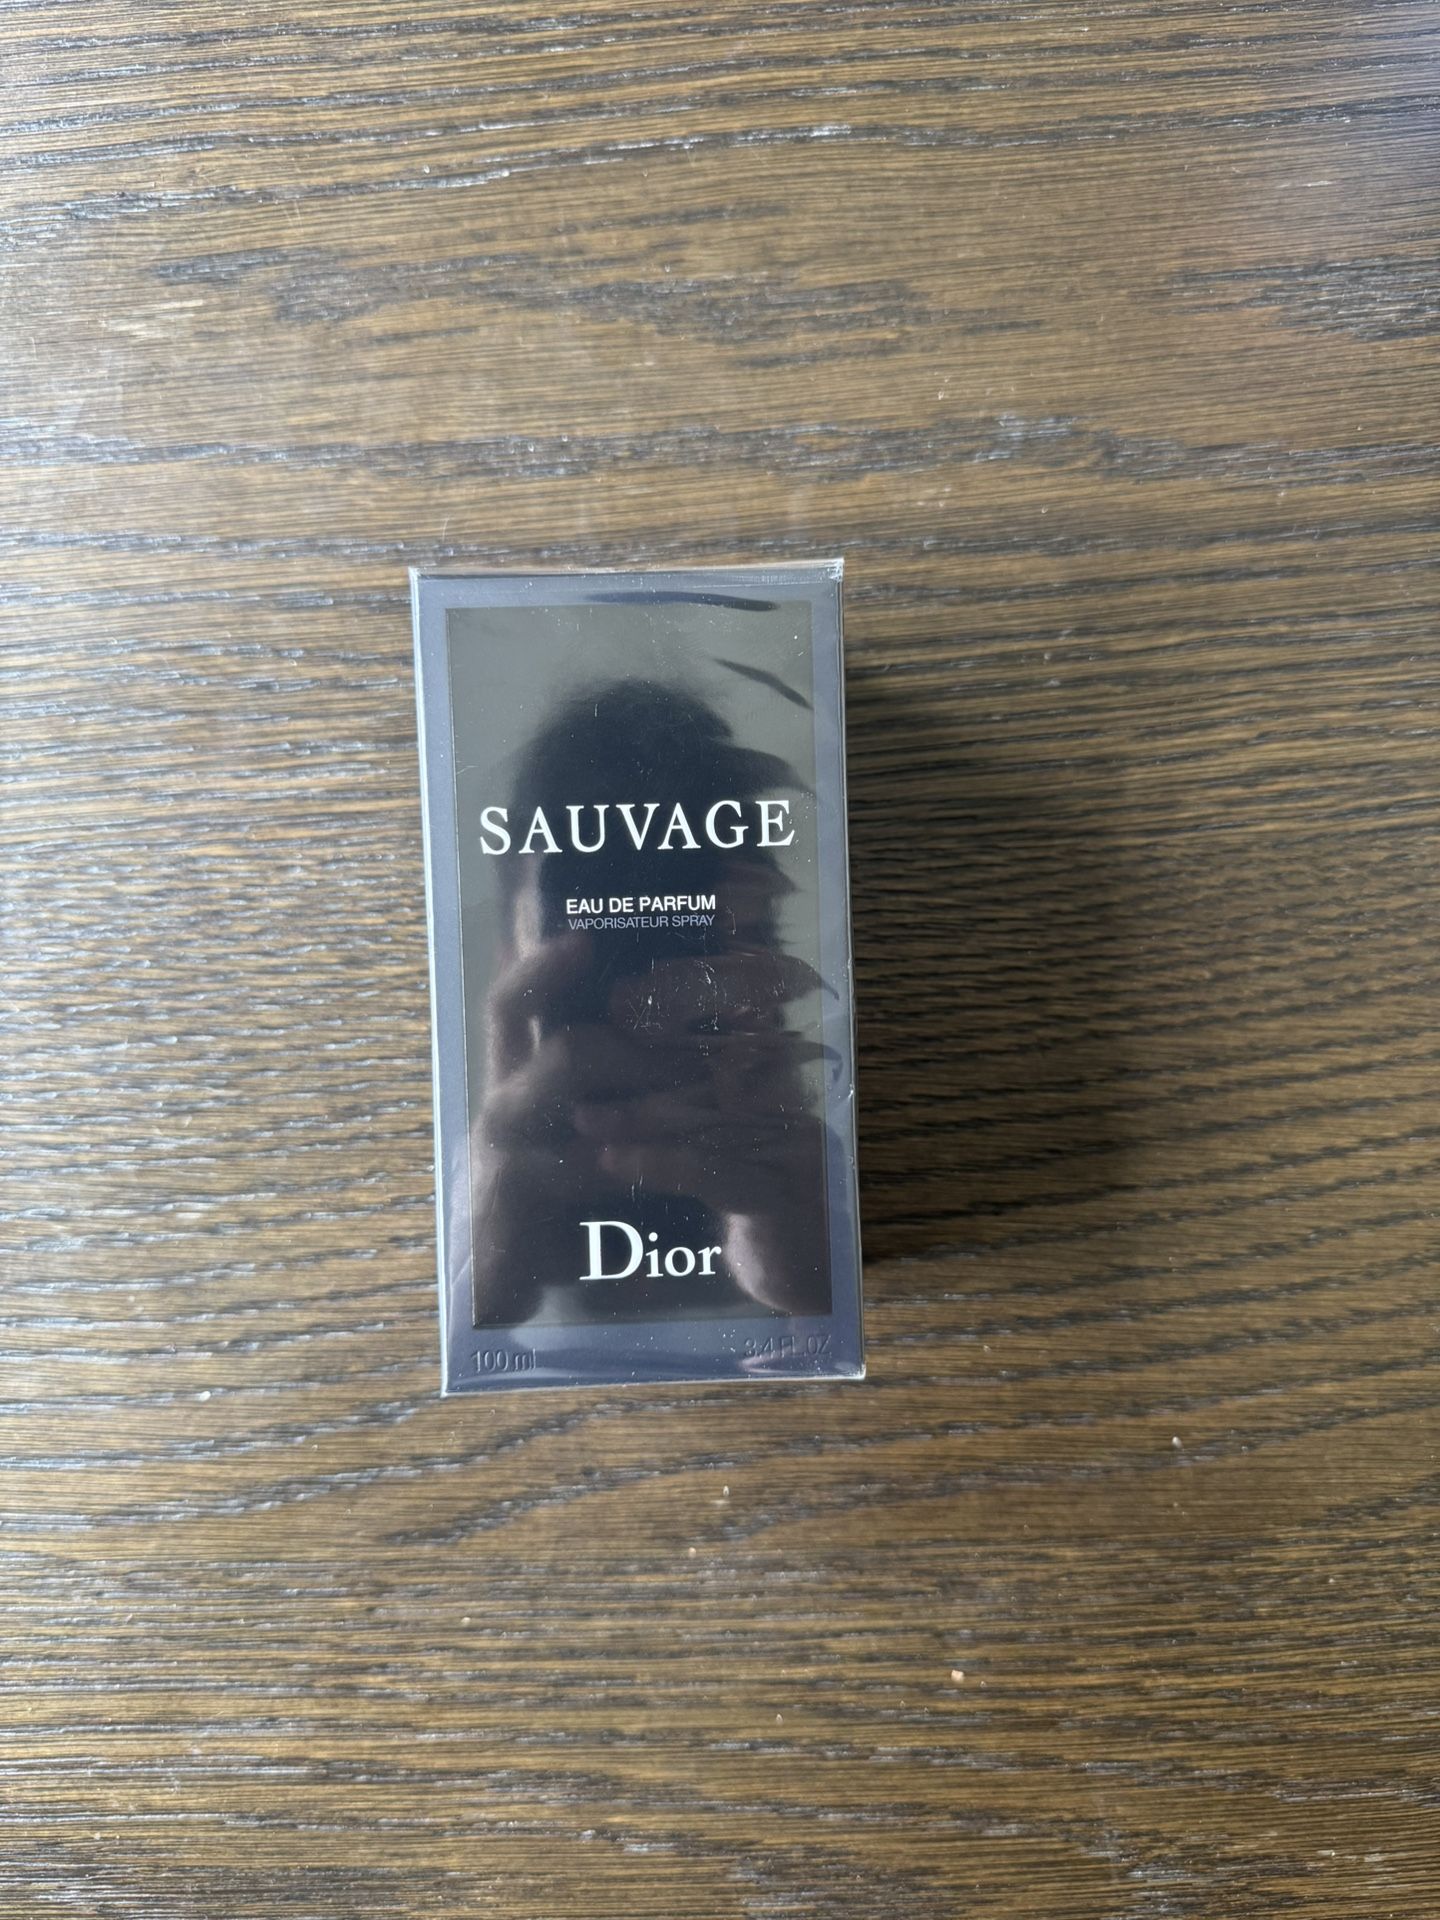 SAUVAGE
EAU DE PARFUM
VAPORISATEUR SPRAY
Dior
100 ml 3.4 FL.OZ